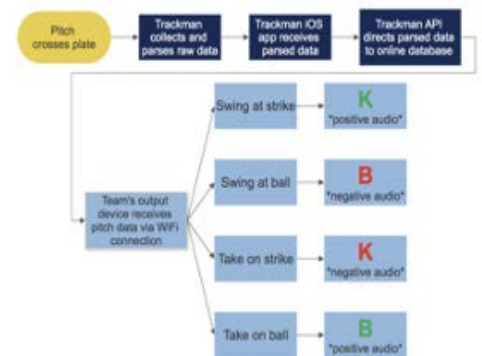 Pitch
crosses plate
Trackman
collects and
parses raw data
Trackman iOS
app receives
parsed data
Trackman API
directs parsed data
to online database
Swing at strike
K
*positive audio*
Swing at ball
B
*negative audio*
Team's output
device receives
pitch data via WiFi
connection
Take on strike
K
*negative audio*
Take on ball
B
*positive audio*